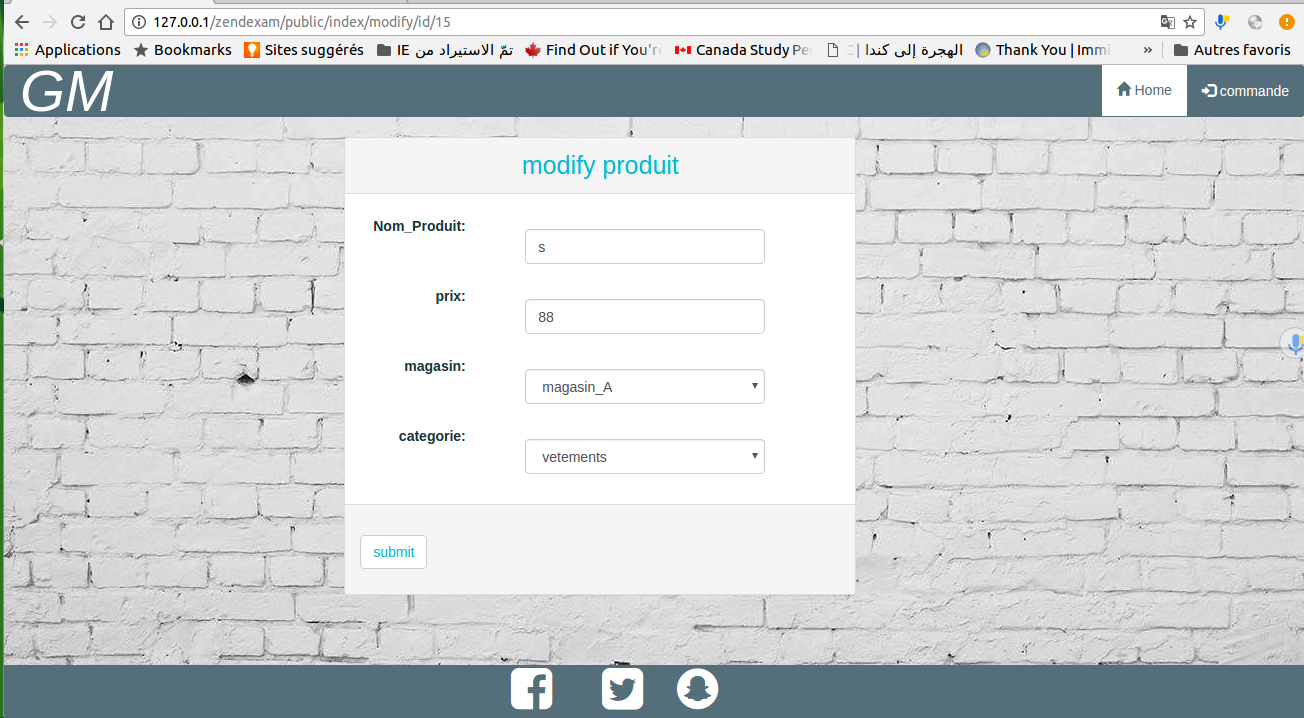 127.0.0.1/zendexam/public/index/modify/id/15
Applications Bookmarks Sites suggérés تمّ الاستيراد من IE Find Out if You'r Canada Study Pe الهجرة إلى كندا | Thank You | Immi » Autres favoris
GM Home commande
modify produit
Nom_Produit:
s
prix:
88
magasin:
magasin_A
categorie:
vetements
submit